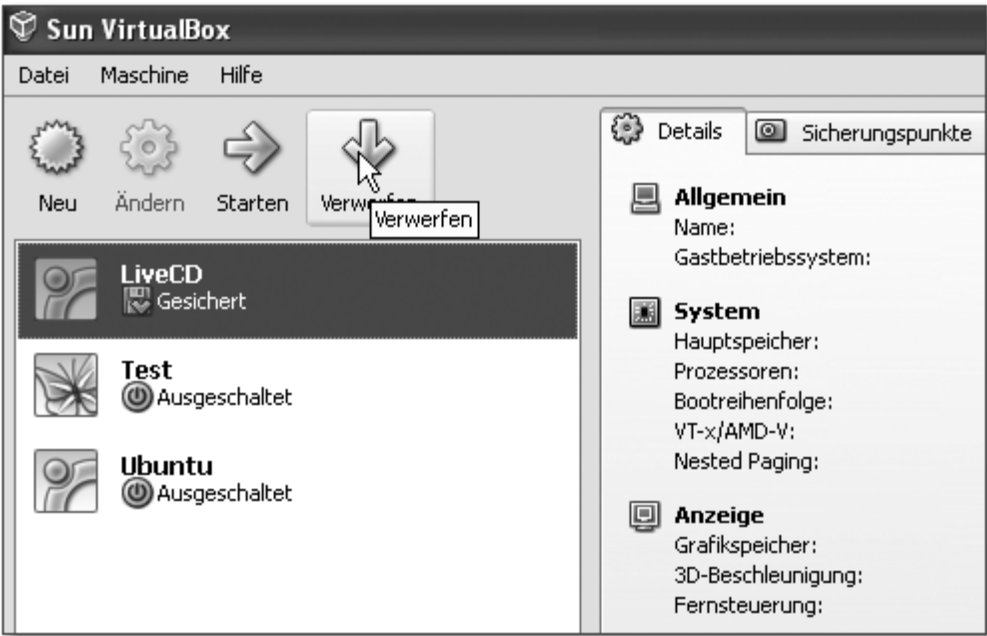 Sun VirtualBox
Datei Maschine Hilfe
Neu Ändern Starten Verwerfen
Verwerfen
LiveCD
Gesichert
Test
Ausgeschaltet
Ubuntu
Ausgeschaltet
Details Sicherungspunkte
Allgemein
Name:
Gastbetriebssystem:
System
Hauptspeicher:
Prozessoren:
Bootreihenfolge:
VT-x/AMD-V:
Nested Paging:
Anzeige
Grafikspeicher:
3D-Beschleunigung:
Fernsteuerung: